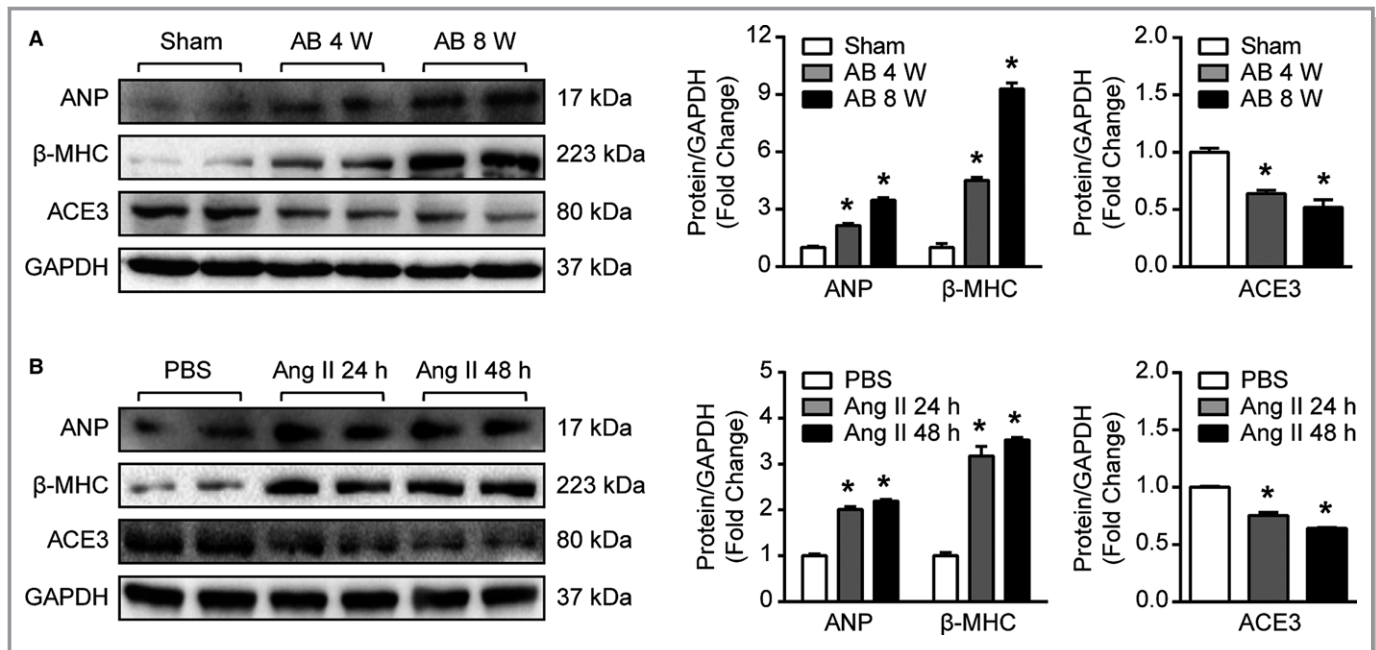 A
Sham AB 4 W AB 8 W
ANP 17 kDa
β-MHC 223 kDa
ACE3 80 kDa
GAPDH 37 kDa
Protein/GAPDH
(Fold Change)
12
9
6
3
0
Sham
AB 4 W
AB 8 W
* * * *
ANP β-MHC
Protein/GAPDH
(Fold Change)
2.0
1.5
1.0
0.5
0.0
Sham
AB 4 W
AB 8 W
* *
ACE3
B
PBS Ang II 24 h Ang II 48 h
ANP 17 kDa
β-MHC 223 kDa
ACE3 80 kDa
GAPDH 37 kDa
Protein/GAPDH
(Fold Change)
5
4
3
2
1
0
PBS
Ang II 24 h
Ang II 48 h
* * * *
ANP β-MHC
Protein/GAPDH
(Fold Change)
2.0
1.5
1.0
0.5
0.0
PBS
Ang II 24 h
Ang II 48 h
* *
ACE3